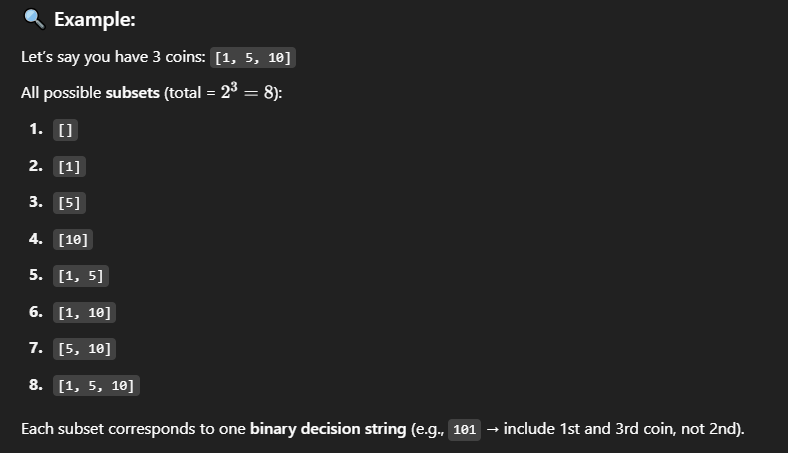 🔍 Example:
Let's say you have 3 coins: [1, 5, 10]
All possible subsets (total = 2³ = 8):
1. []
2. [1]
3. [5]
4. [10]
5. [1, 5]
6. [1, 10]
7. [5, 10]
8. [1, 5, 10]
Each subset corresponds to one binary decision string (e.g., 101 → include 1st and 3rd coin, not 2nd).